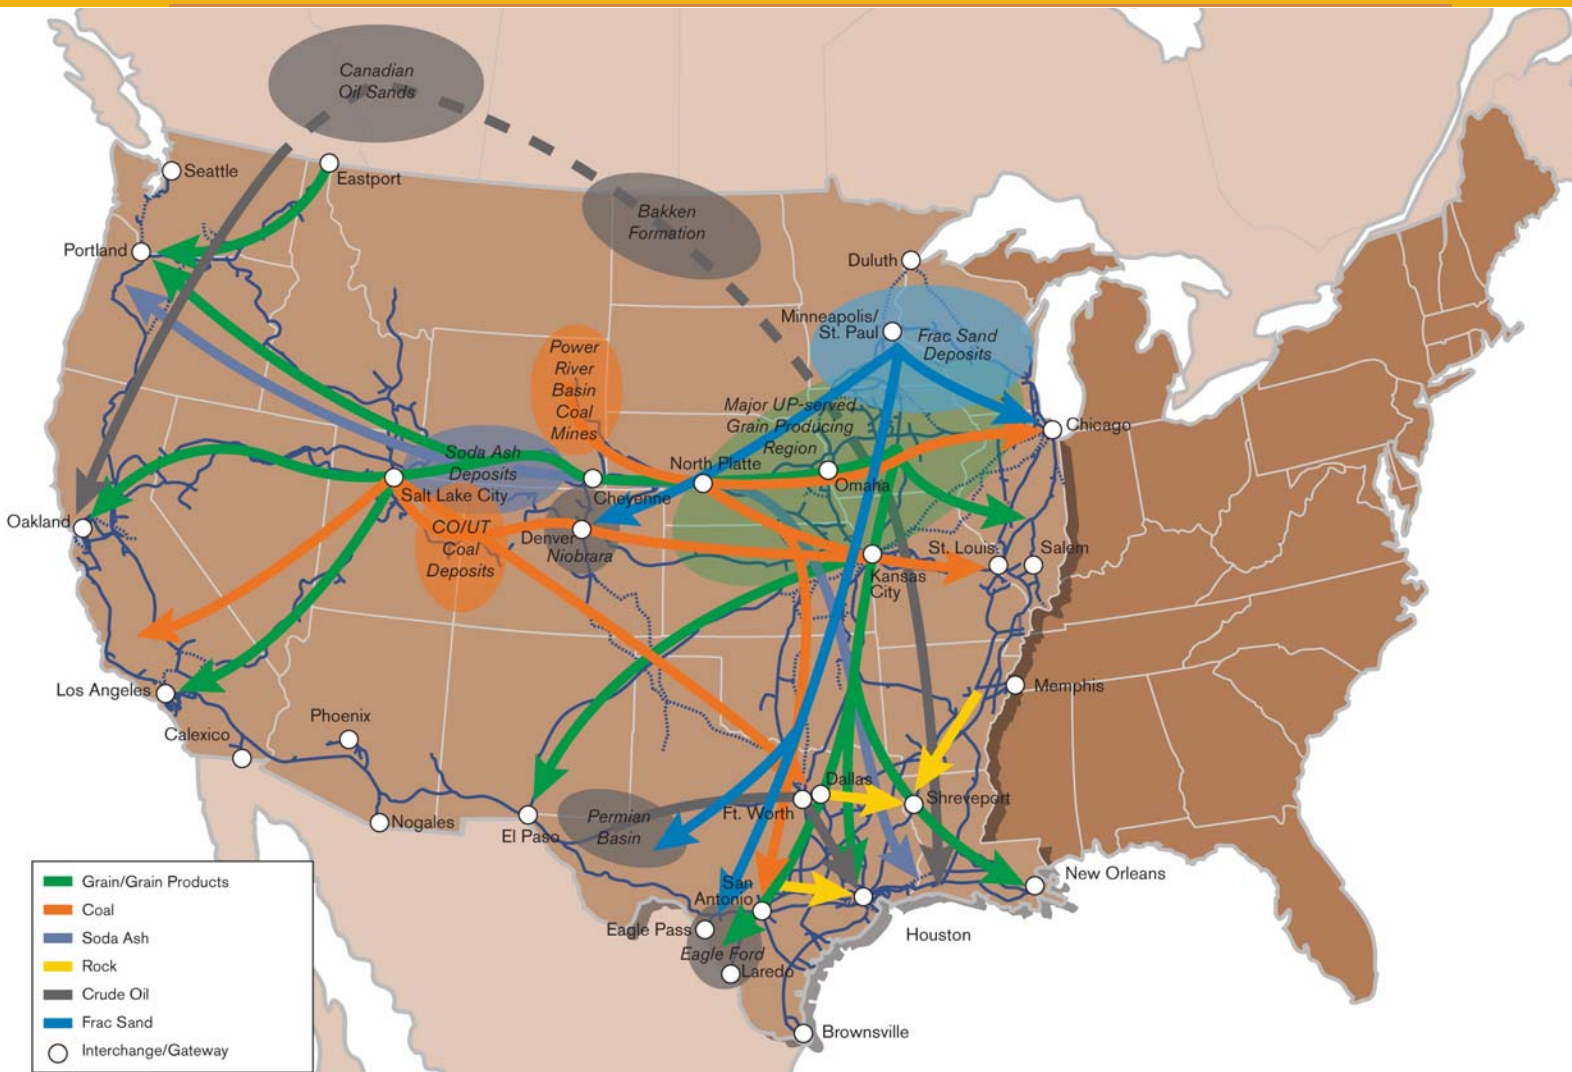 Canadian
Oil Sands
Seattle
Eastport
Bakken
Formation
Portland
Duluth
Minneapolis/
St. Paul
Frac Sand
Deposits
Power
River
Basin
Coal
Mines
Major UP-served
Grain Producing
Region
Chicago
Soda Ash
Deposits
North Platte
Omaha
Salt Lake City
Cheyenne
Oakland
CO/UT
Coal
Deposits
Denver
Niobrara
St. Louis
Salem
Kansas
City
Los Angeles
Memphis
Phoenix
Calexico
Dallas
Shreveport
Ft. Worth
Permian
Basin
Nogales
El Paso
New Orleans
San
Antonio
Eagle Pass
Houston
Eagle Ford
Laredo
Brownsville
Grain/Grain Products
Coal
Soda Ash
Rock
Crude Oil
Frac Sand
Interchange/Gateway